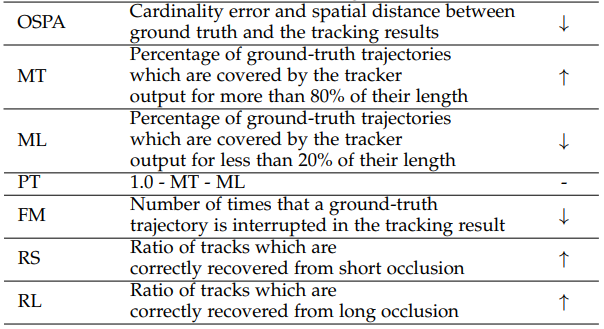 OSPA Cardinality error and spatial distance between
ground truth and the tracking results ↓
MT Percentage of ground-truth trajectories
which are covered by the tracker
output for more than 80% of their length ↑
ML Percentage of ground-truth trajectories
which are covered by the tracker
output for less than 20% of their length ↓
PT 1.0 - MT - ML -
FM Number of times that a ground-truth
trajectory is interrupted in the tracking result ↓
RS Ratio of tracks which are
correctly recovered from short occlusion ↑
RL Ratio of tracks which are
correctly recovered from long occlusion ↑